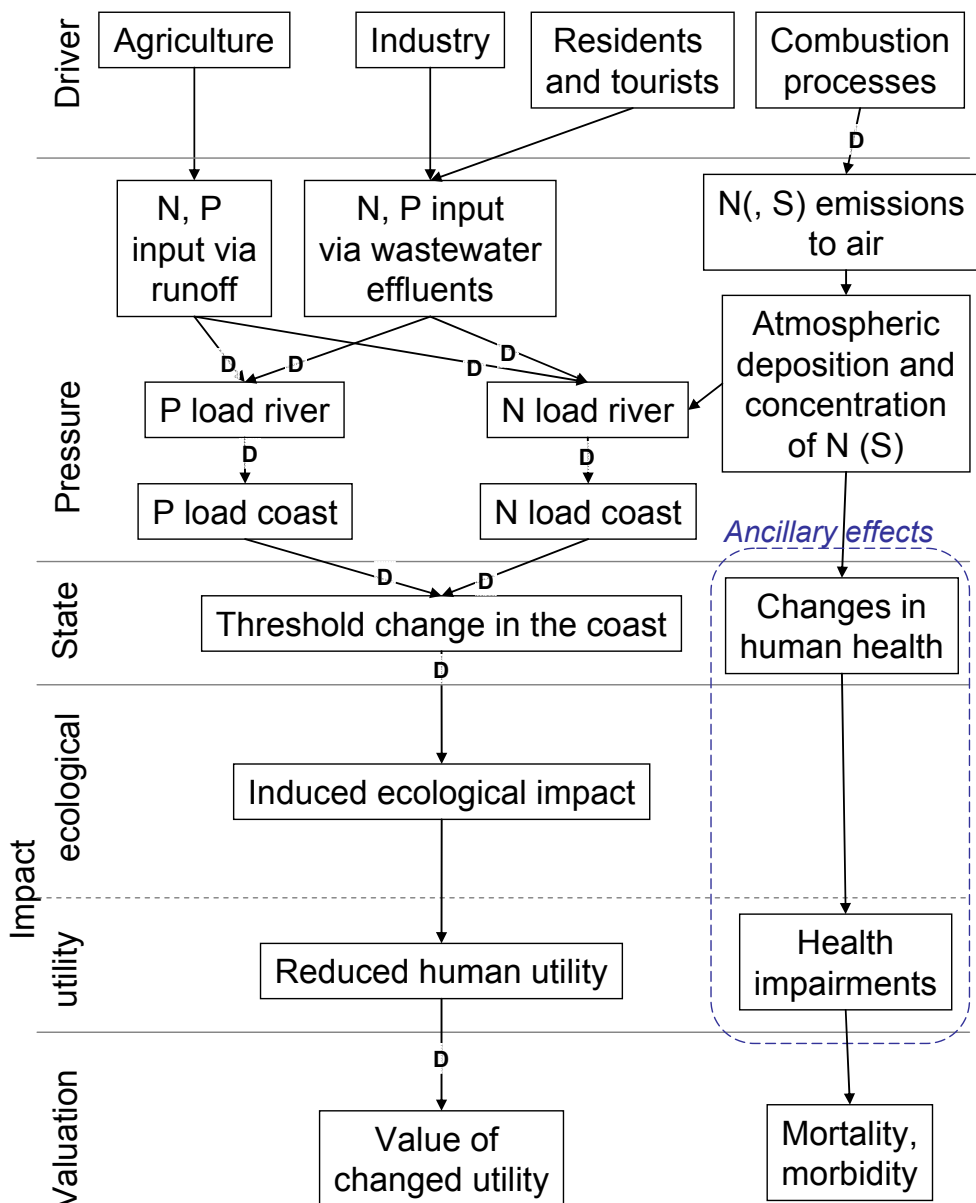 Driver
Agriculture
Industry
Residents
and tourists
Combustion
processes
D
Pressure
N, P
input via
runoff
N, P input
via wastewater
effluents
N(, S) emissions
to air
Atmospheric
deposition and
concentration
of N (S)
D
D
D
D
P load river
N load river
D
D
P load coast
N load coast
Ancillary effects
D
D
State
Threshold change in the coast
Changes in
human health
D
Impact
ecological
Induced ecological impact
utility
Reduced human utility
Health
impairments
D
Valuation
Value of
changed utility
Mortality,
morbidity